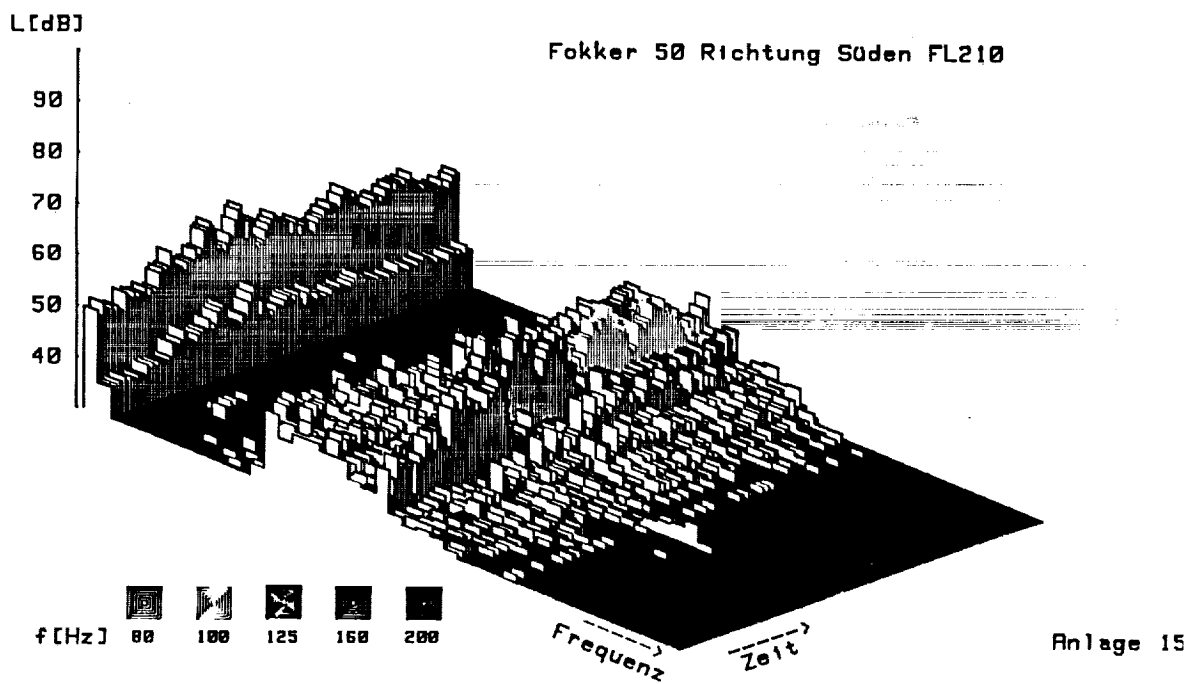 L[dB]
Fokker 50 Richtung Süden FL210
90
80
70
60
50
40
f[Hz] 80 100 125 160 200
Frequenz
Zeit
Anlage 15